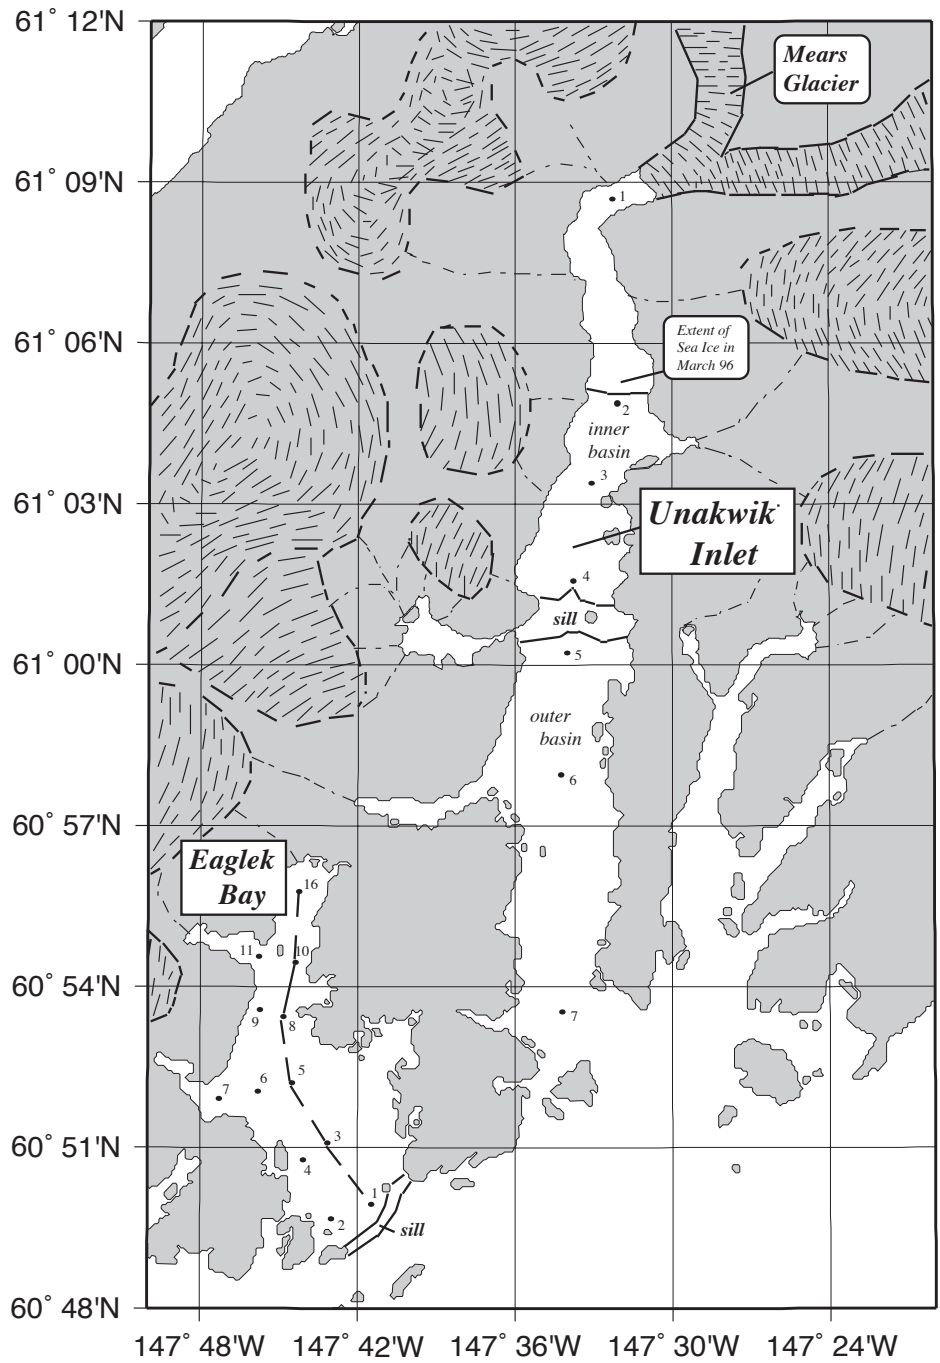 61° 12'N
Mears
Glacier
61° 09'N
1
61° 06'N
Extent of
Sea Ice in
March 96
2
inner
basin
3
61° 03'N
Unakwik
Inlet
4
sill
5
61° 00'N
outer
basin
6
60° 57'N
Eaglek
Bay
16
11
10
60° 54'N
9
8
7
5
6
7
60° 51'N
3
4
1
2
sill
60° 48'N
147° 48'W 147° 42'W 147° 36'W 147° 30'W 147° 24'W